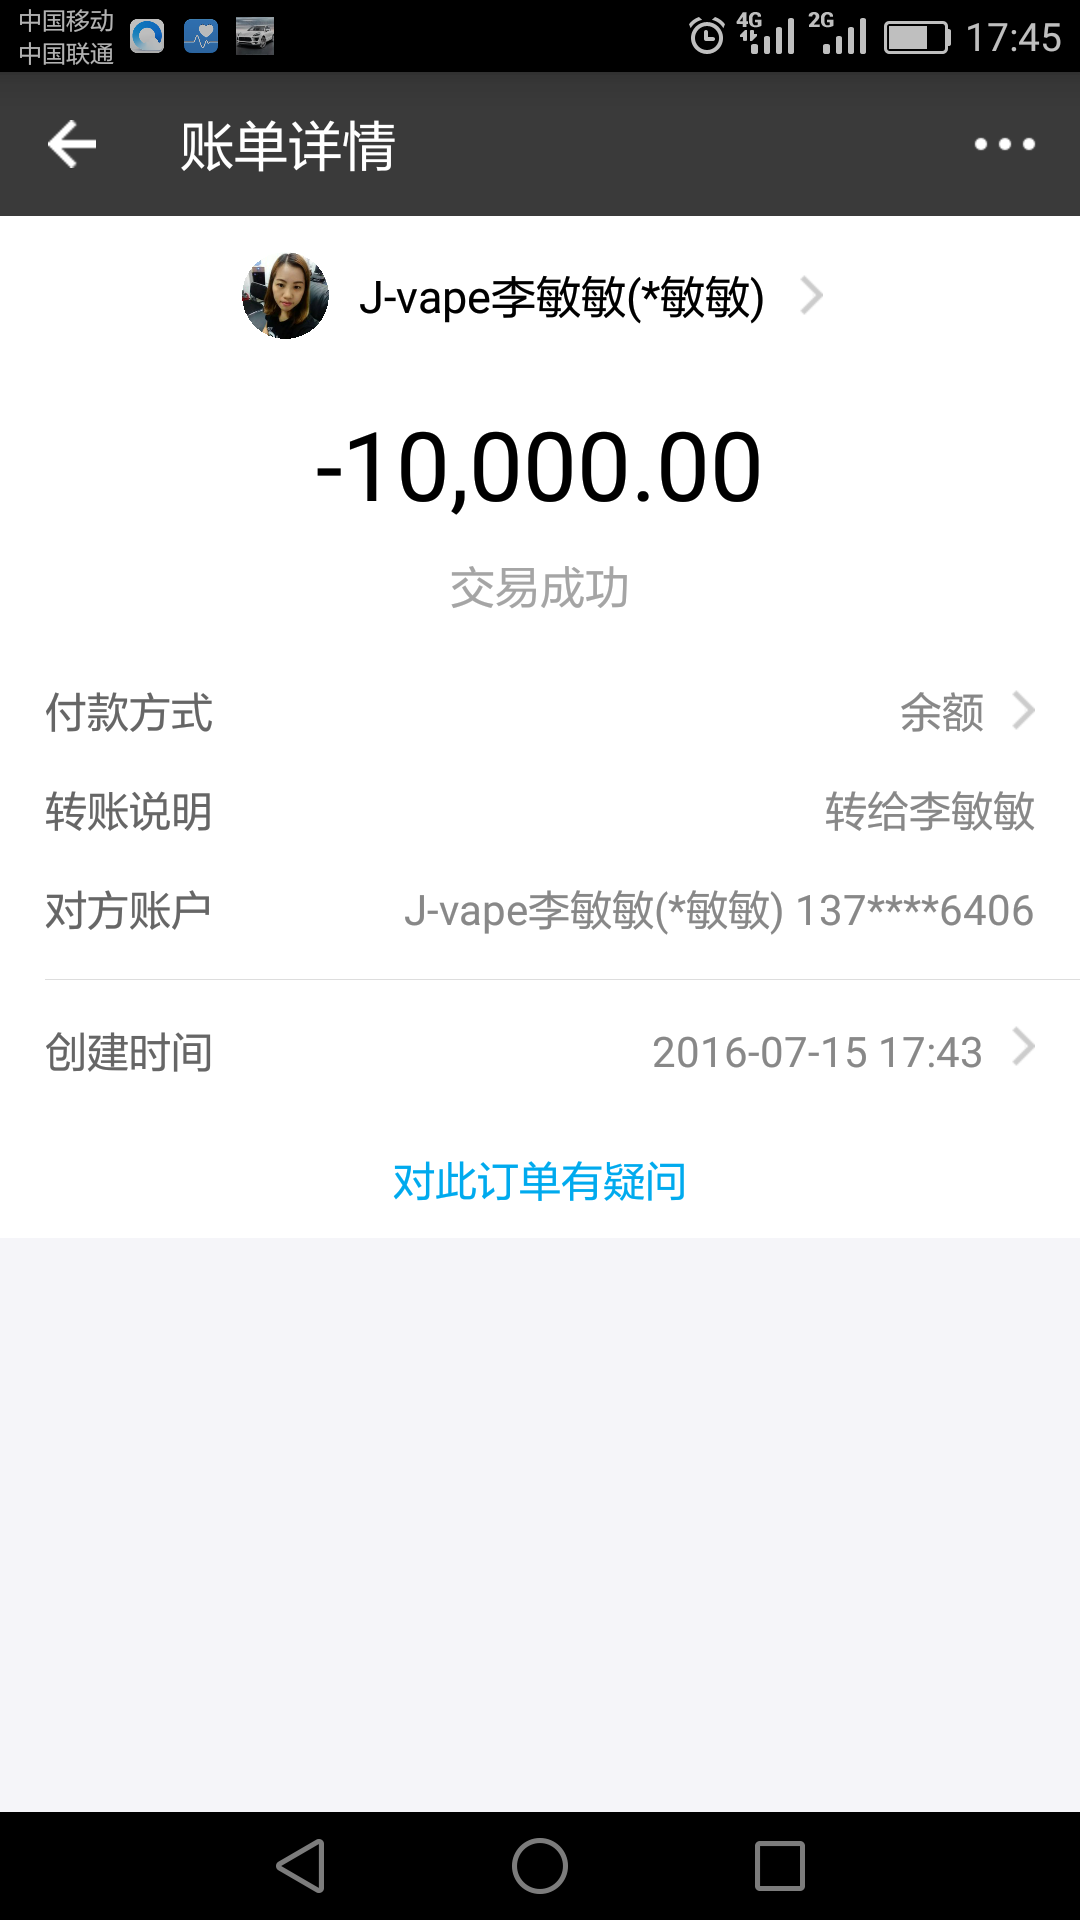 中国移动
中国联通
4G
2G
17:45
账单详情
J-vape李敏敏(*敏敏)
-10,000.00
交易成功
付款方式 余额
转账说明 转给李敏敏
对方账户 J-vape李敏敏(*敏敏) 137****6406
创建时间 2016-07-15 17:43
对此订单有疑问